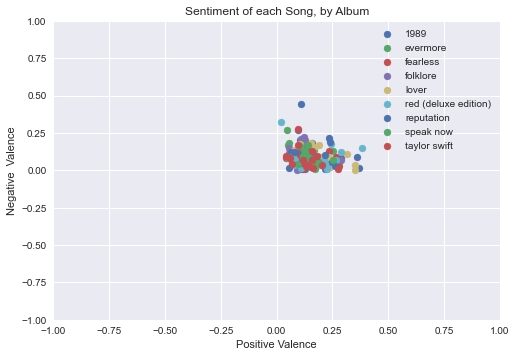 Sentiment of each Song, by Album
1.00
0.75
0.50
0.25
0.00
−0.25
−0.50
−0.75
−1.00
Negative Valence
1989
evermore
fearless
folklore
lover
red (deluxe edition)
reputation
speak now
taylor swift
−1.00 −0.75 −0.50 −0.25 0.00 0.25 0.50 0.75 1.00
Positive Valence